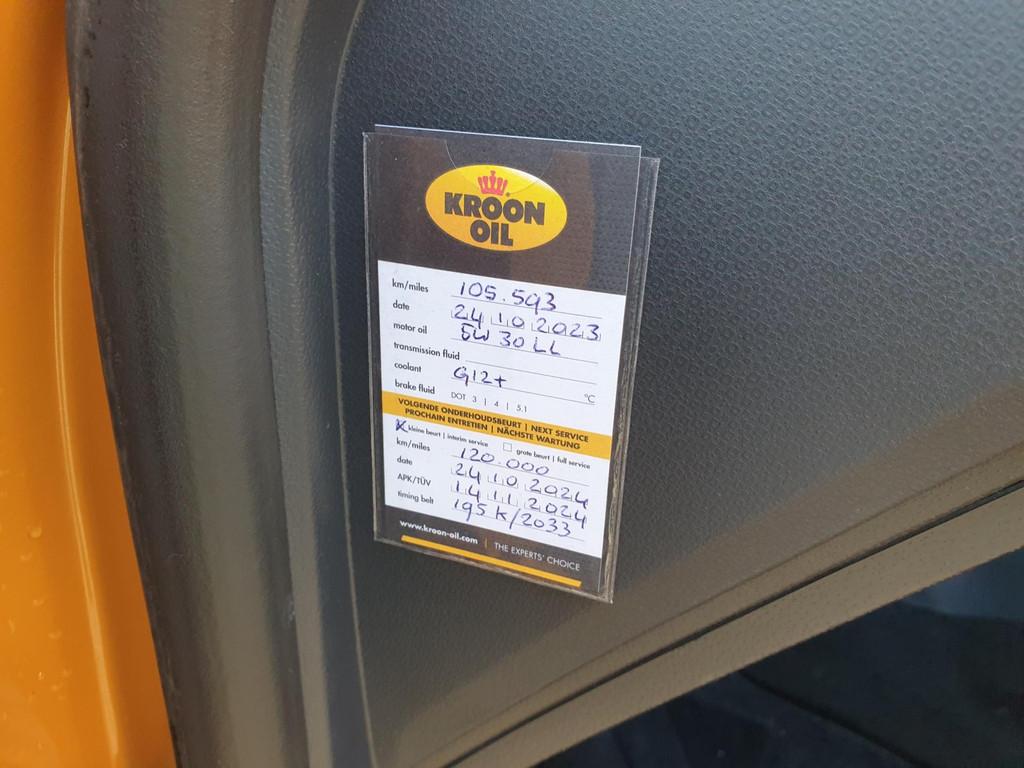 KROON
OIL
km/miles 105.593
date 24 10 2023
motor oil 5W 30 LL
transmission fluid
coolant G12+ °C
brake fluid DOT 3 | 4 | 5.1
VOLGENDE ONDERHOUDSBEURT | NEXT SERVICE
PROCHAIN ENTRETIEN | NÄCHSTE WARTUNG
X kleine beurt | interim service grote beurt | full service
km/miles 120.000
date 24 10 2024
APK/TÜV 14 11 2024
timing belt 195 K/2033
www.kroon-oil.com | THE EXPERTS' CHOICE